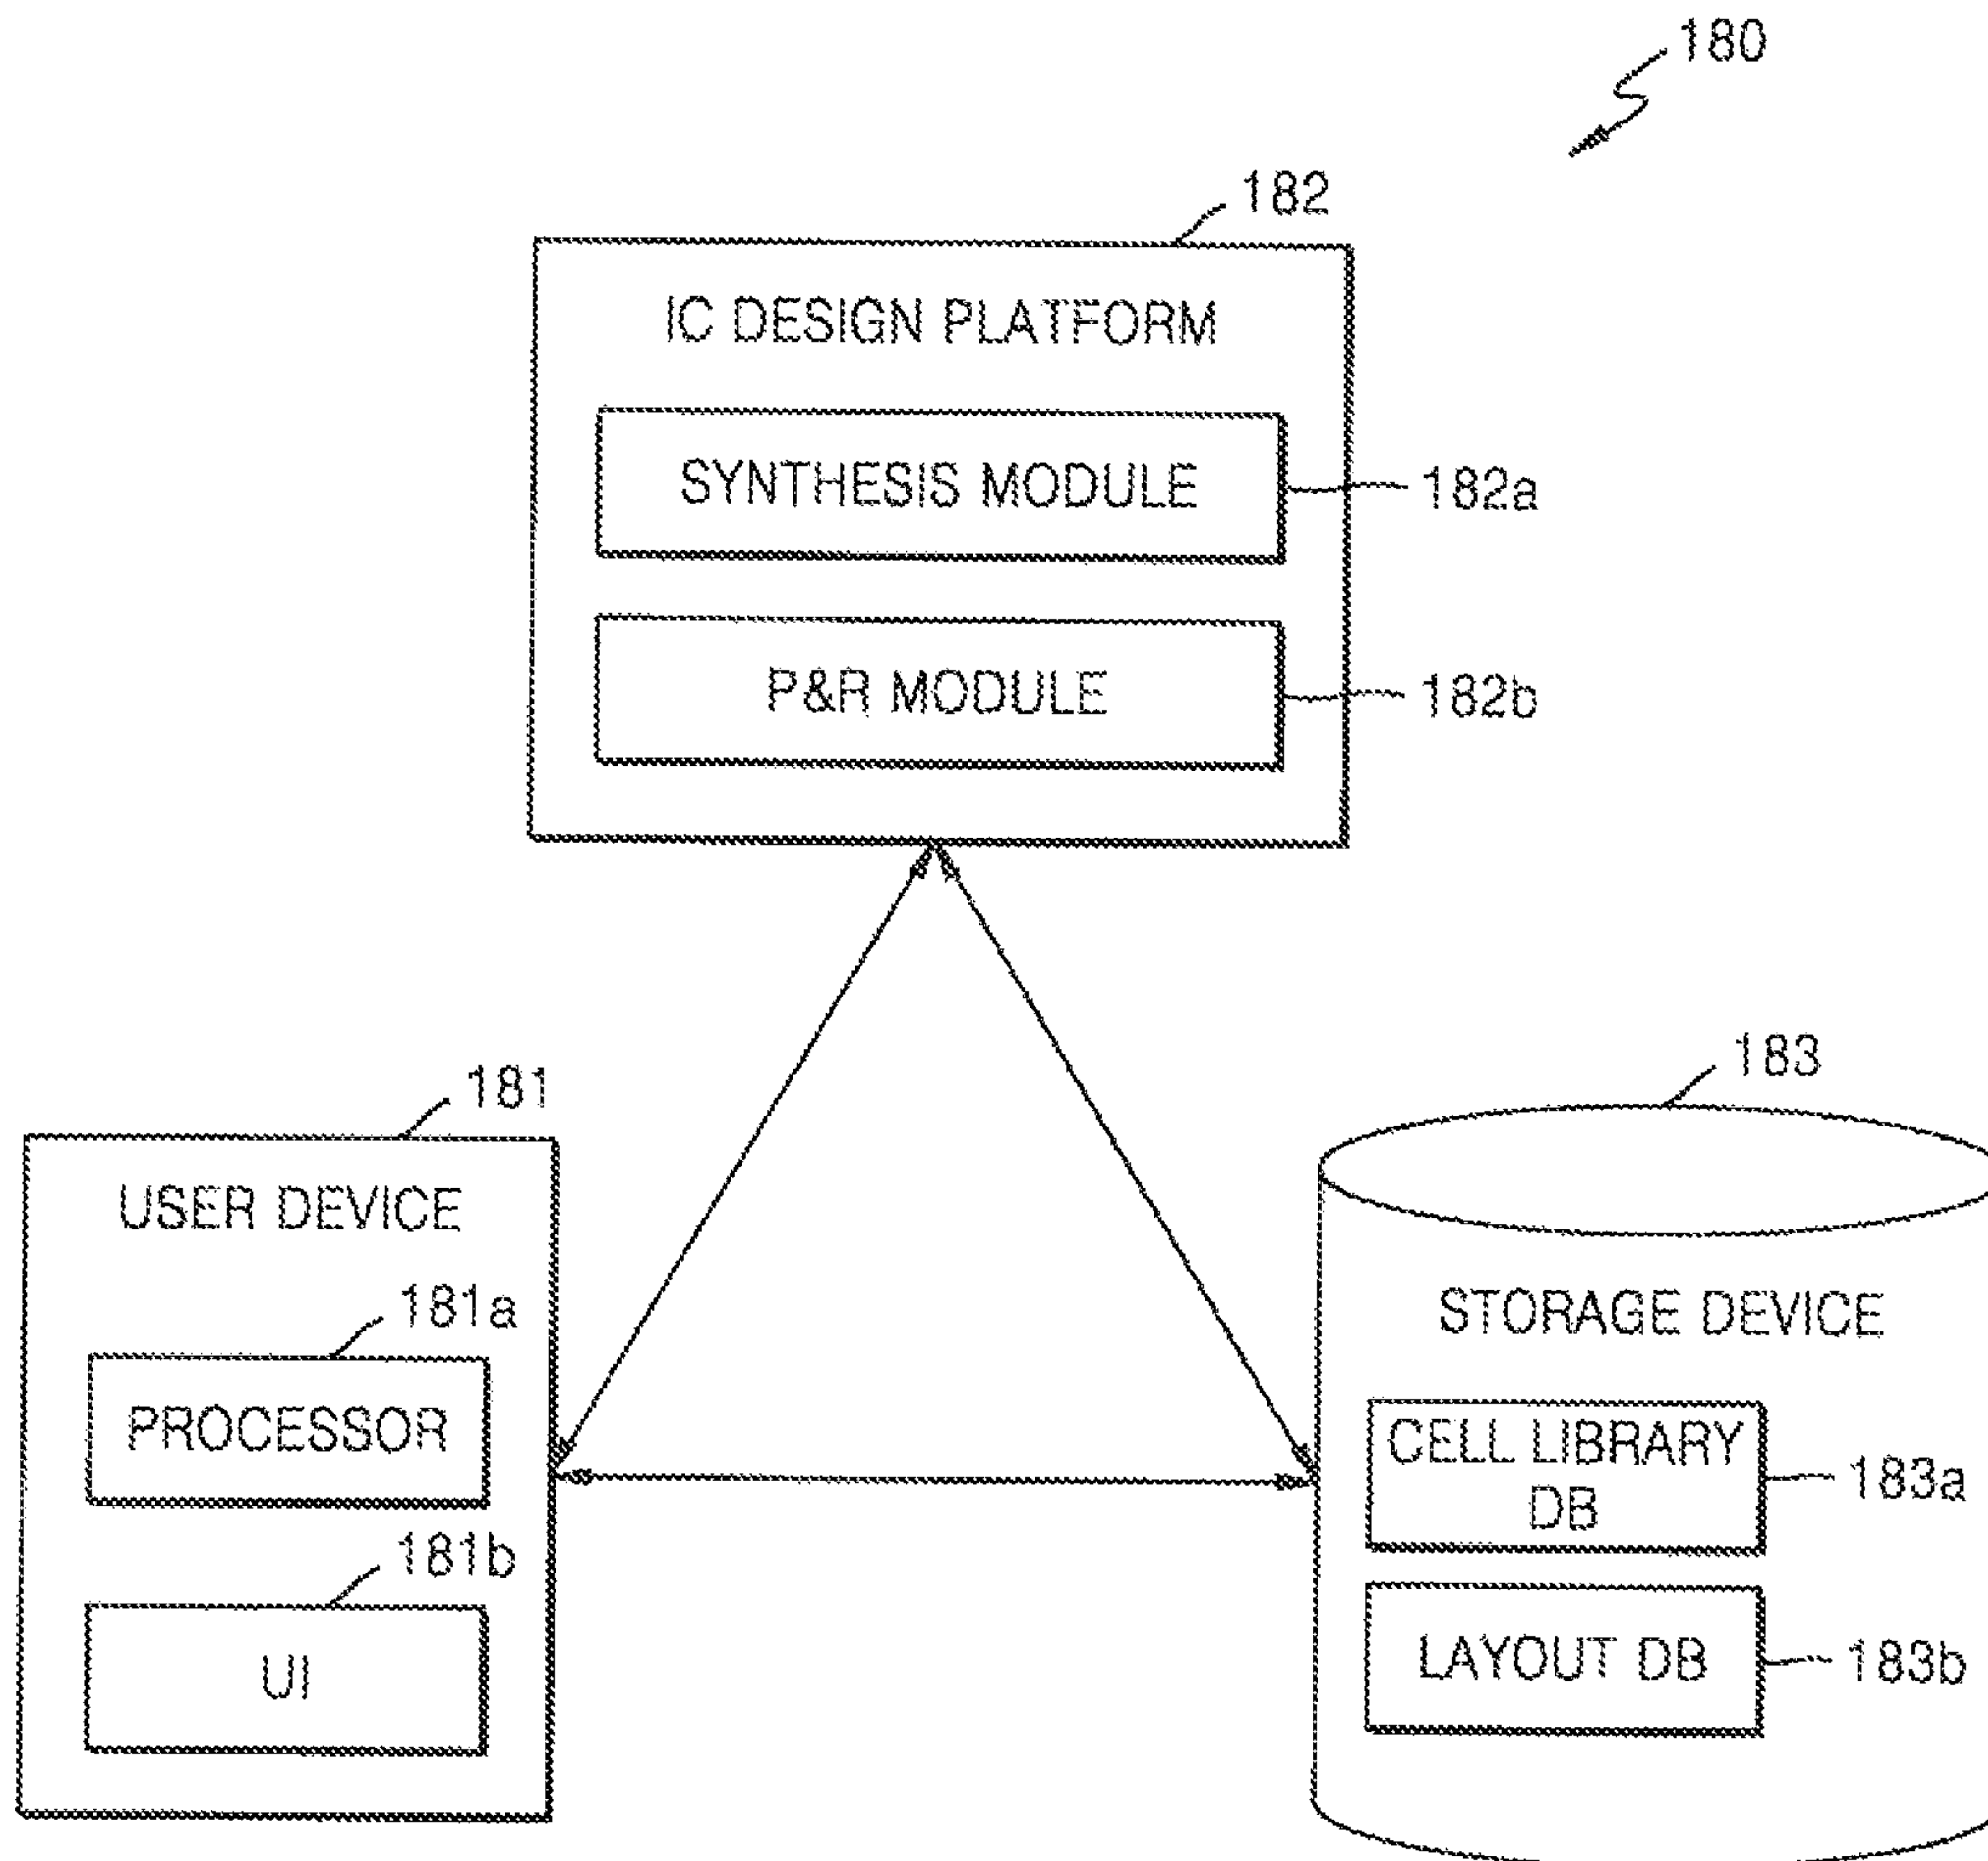 180
182
IC DESIGN PLATFORM
SYNTHESIS MODULE
182a
P&R MODULE
182b
181
USER DEVICE
181a
PROCESSOR
181b
UI
183
STORAGE DEVICE
CELL LIBRARY
DB
183a
LAYOUT DB
183b